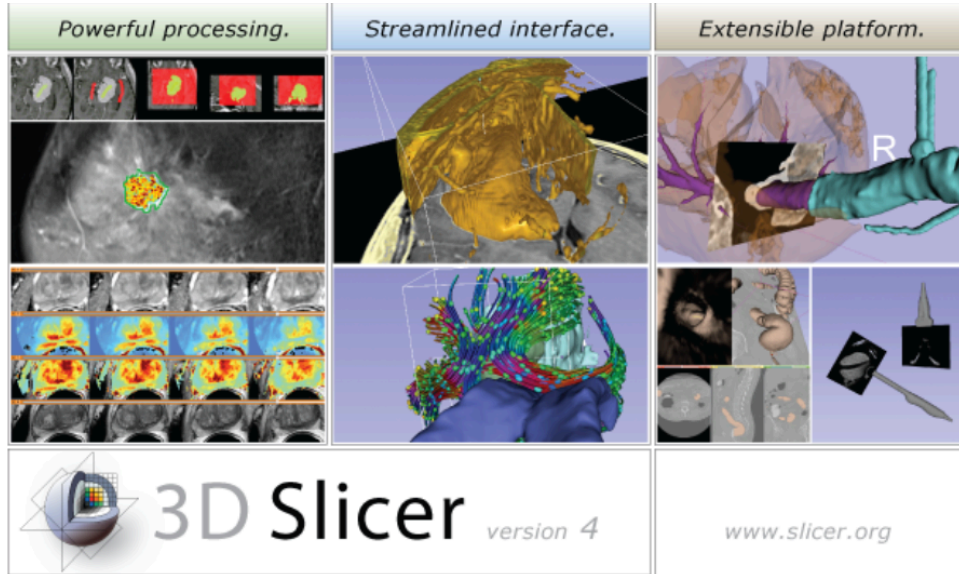 Powerful processing.
Streamlined interface.
Extensible platform.
R
3D Slicer version 4
www.slicer.org